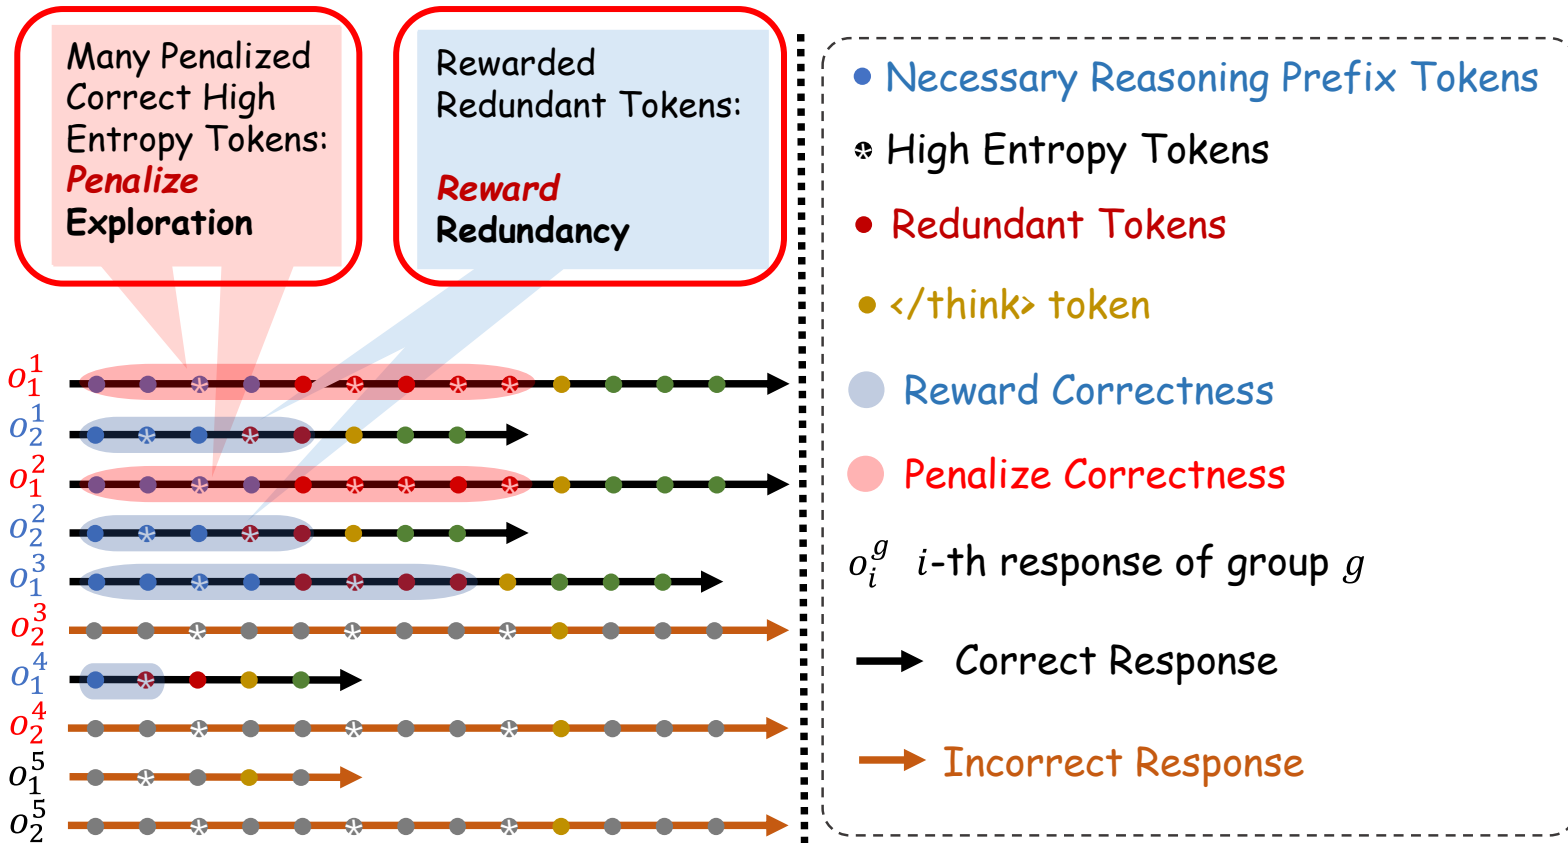 Many Penalized
Correct High
Entropy Tokens:
Penalize
Exploration
Rewarded
Redundant Tokens:
Reward
Redundancy
$o_1^1$
$o_2^1$
$o_1^2$
$o_2^2$
$o_1^3$
$o_2^3$
$o_1^4$
$o_2^4$
$o_1^5$
$o_2^5$
Necessary Reasoning Prefix Tokens
High Entropy Tokens
Redundant Tokens
</think> token
Reward Correctness
Penalize Correctness
$o_i^g$ i-th response of group g
Correct Response
Incorrect Response